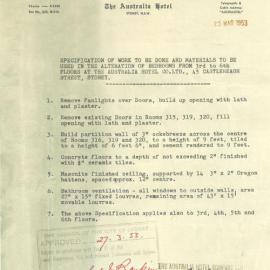 The Australia Hotel
SYDNEY, N.S.W.
25 MAR 1953
SPECIFICATION OF WORK TO BE DONE AND MATERIALS TO
BE USED IN THE ALTERATION OF BEDROOMS FROM 3rd to 6th
FLOORS AT THE AUSTRALIA HOTEL CO.LTD., 45 CASTLEREAGH
STREET, SYDNEY.
1. Remove Fanlights over Doors, build up opening with lath
and plaster.
2. Remove existing Doors in Rooms 315, 319, 320, fill
opening with lath and plaster.
3. Build partition wall of 3" cokebreeze across the centre
of Rooms 316, 319, 320, to a height of 9 feet, tiled
to a height of 6 feet 6" and cement rendered to 9 feet.
4. Concrete floors to a depth of not exceeding 2" finish
with ceramic tiles.
5. Masonite finished ceiling, supported by 14 3" x 2" Oregon
battens, spaced 12" centre.
6. Bathroom ventilation - all windows to outside walls, area
27" x 15" fixed louvres, remaining area of 43" x 15"
movable louvres.
7. The above Specification applies also to 3rd, 4th, 5th and
6th floors.
APPROVED
27.3.53.
THE AUSTRALIA HOTEL COMPANY